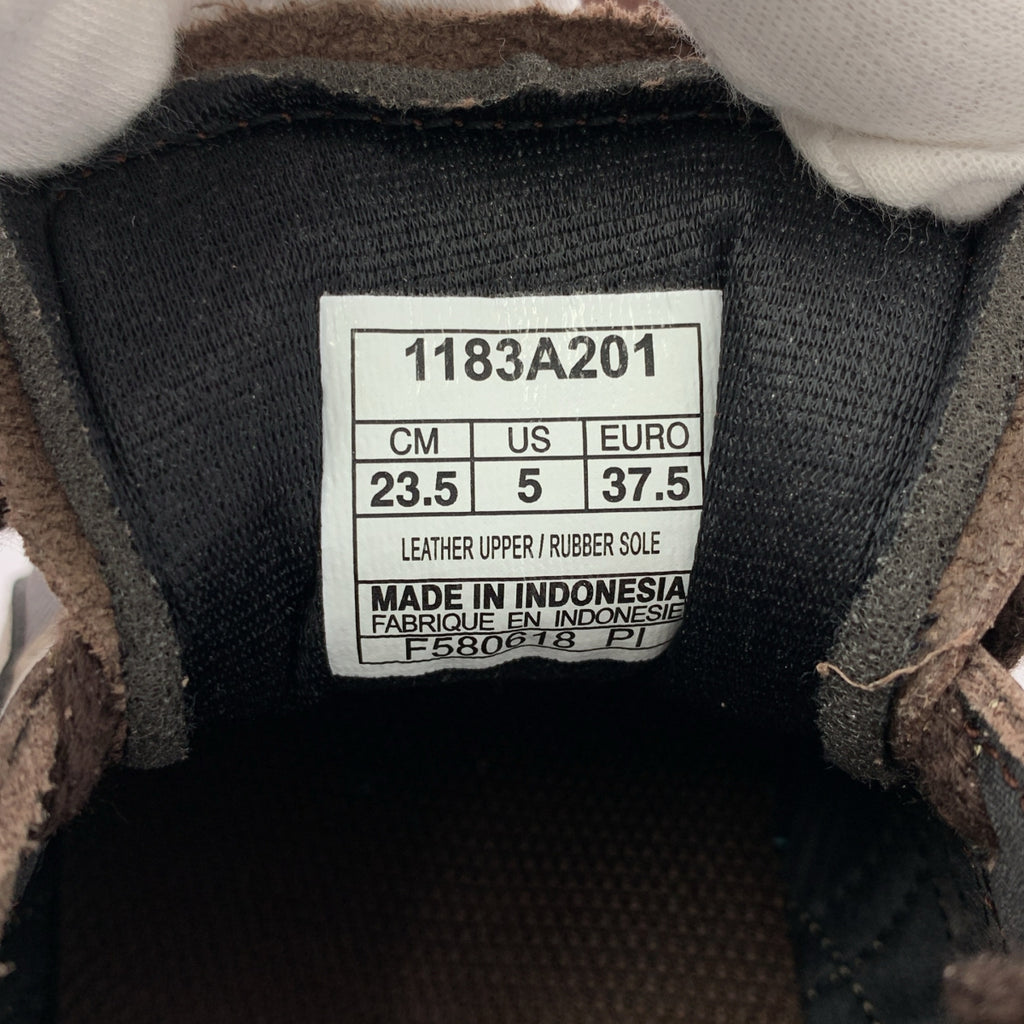 1183A201
CM US EURO
23.5 5 37.5
LEATHER UPPER / RUBBER SOLE
MADE IN INDONESIA
FABRIQUE EN INDONESIE
F580618 PI